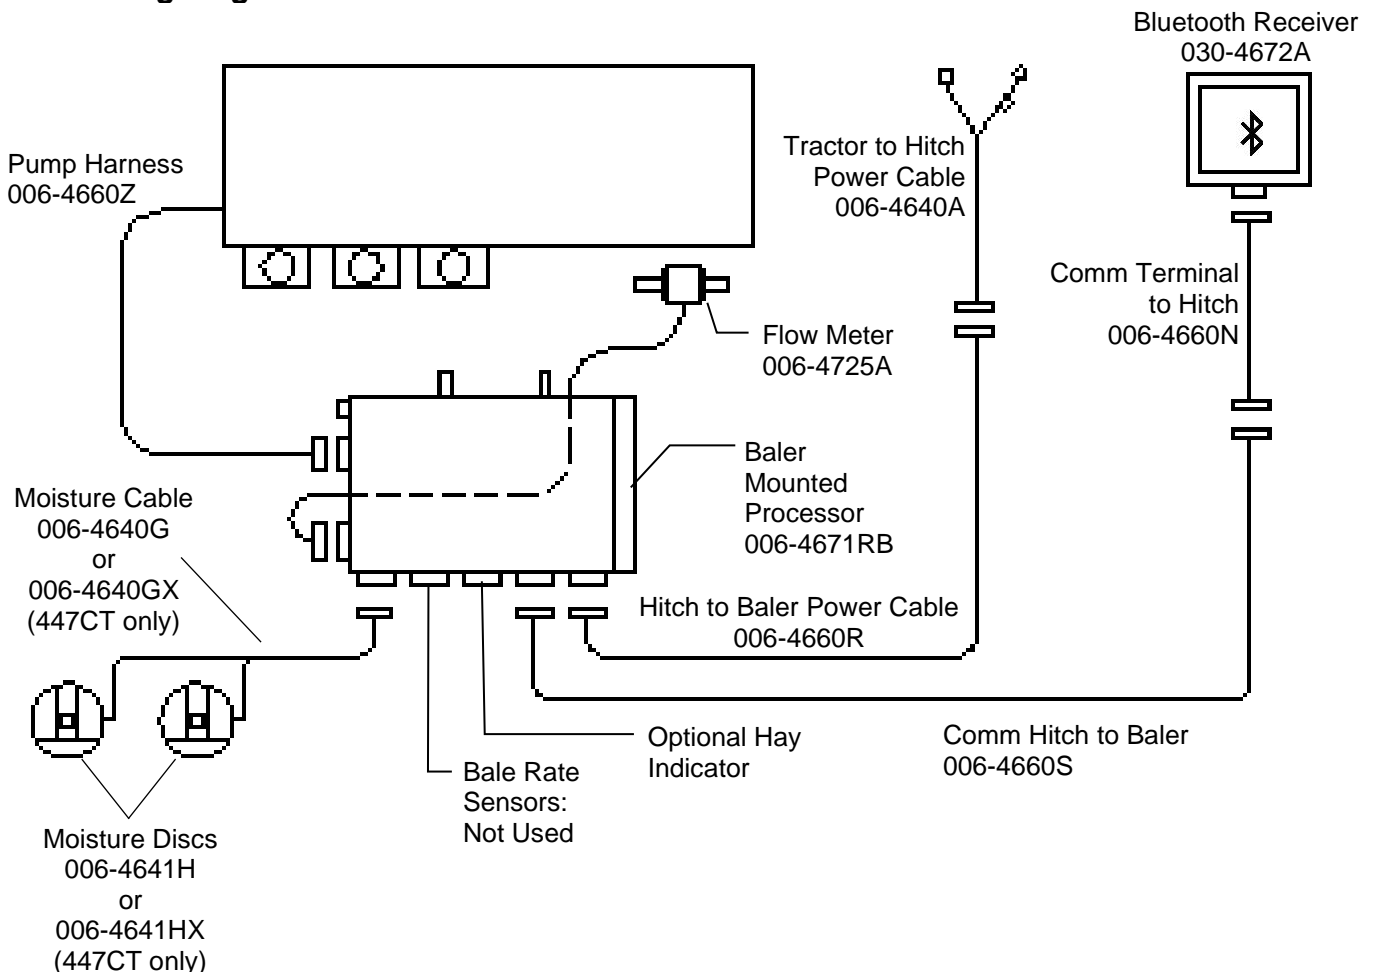 Bluetooth Receiver
030-4672A
Tractor to Hitch
Power Cable
006-4640A
Pump Harness
006-4660Z
Comm Terminal
to Hitch
006-4660N
Flow Meter
006-4725A
Baler
Mounted
Processor
006-4671RB
Moisture Cable
006-4640G
or
006-4640GX
(447CT only)
Hitch to Baler Power Cable
006-4660R
Optional Hay
Indicator
Comm Hitch to Baler
006-4660S
Bale Rate
Sensors:
Not Used
Moisture Discs
006-4641H
or
006-4641HX
(447CT only)